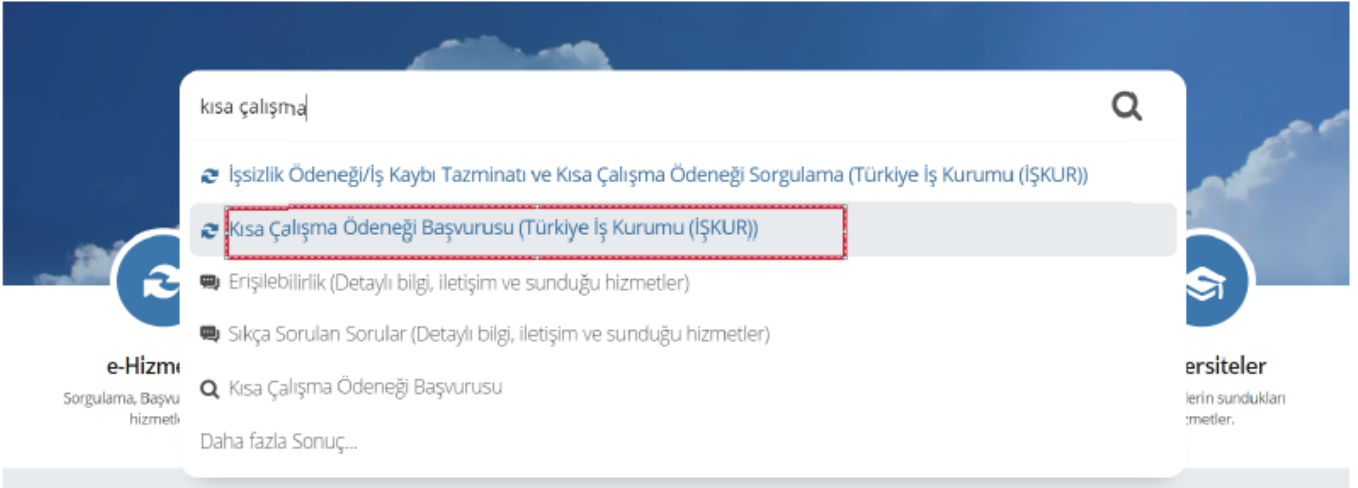 kısa çalışma
İşsizlik Ödeneği/İş Kaybı Tazminatı ve Kısa Çalışma Ödeneği Sorgulama (Türkiye İş Kurumu (İŞKUR))
Kısa Çalışma Ödeneği Başvurusu (Türkiye İş Kurumu (İŞKUR))
Erişilebilirlik (Detaylı bilgi, iletişim ve sunduğu hizmetler)
Sıkça Sorulan Sorular (Detaylı bilgi, iletişim ve sunduğu hizmetler)
Kısa Çalışma Ödeneği Başvurusu
Daha fazla Sonuç...
e-Hizme
Sorgulama, Başvu
hizmetl
ersiteler
lerin sundukları
zmetler.